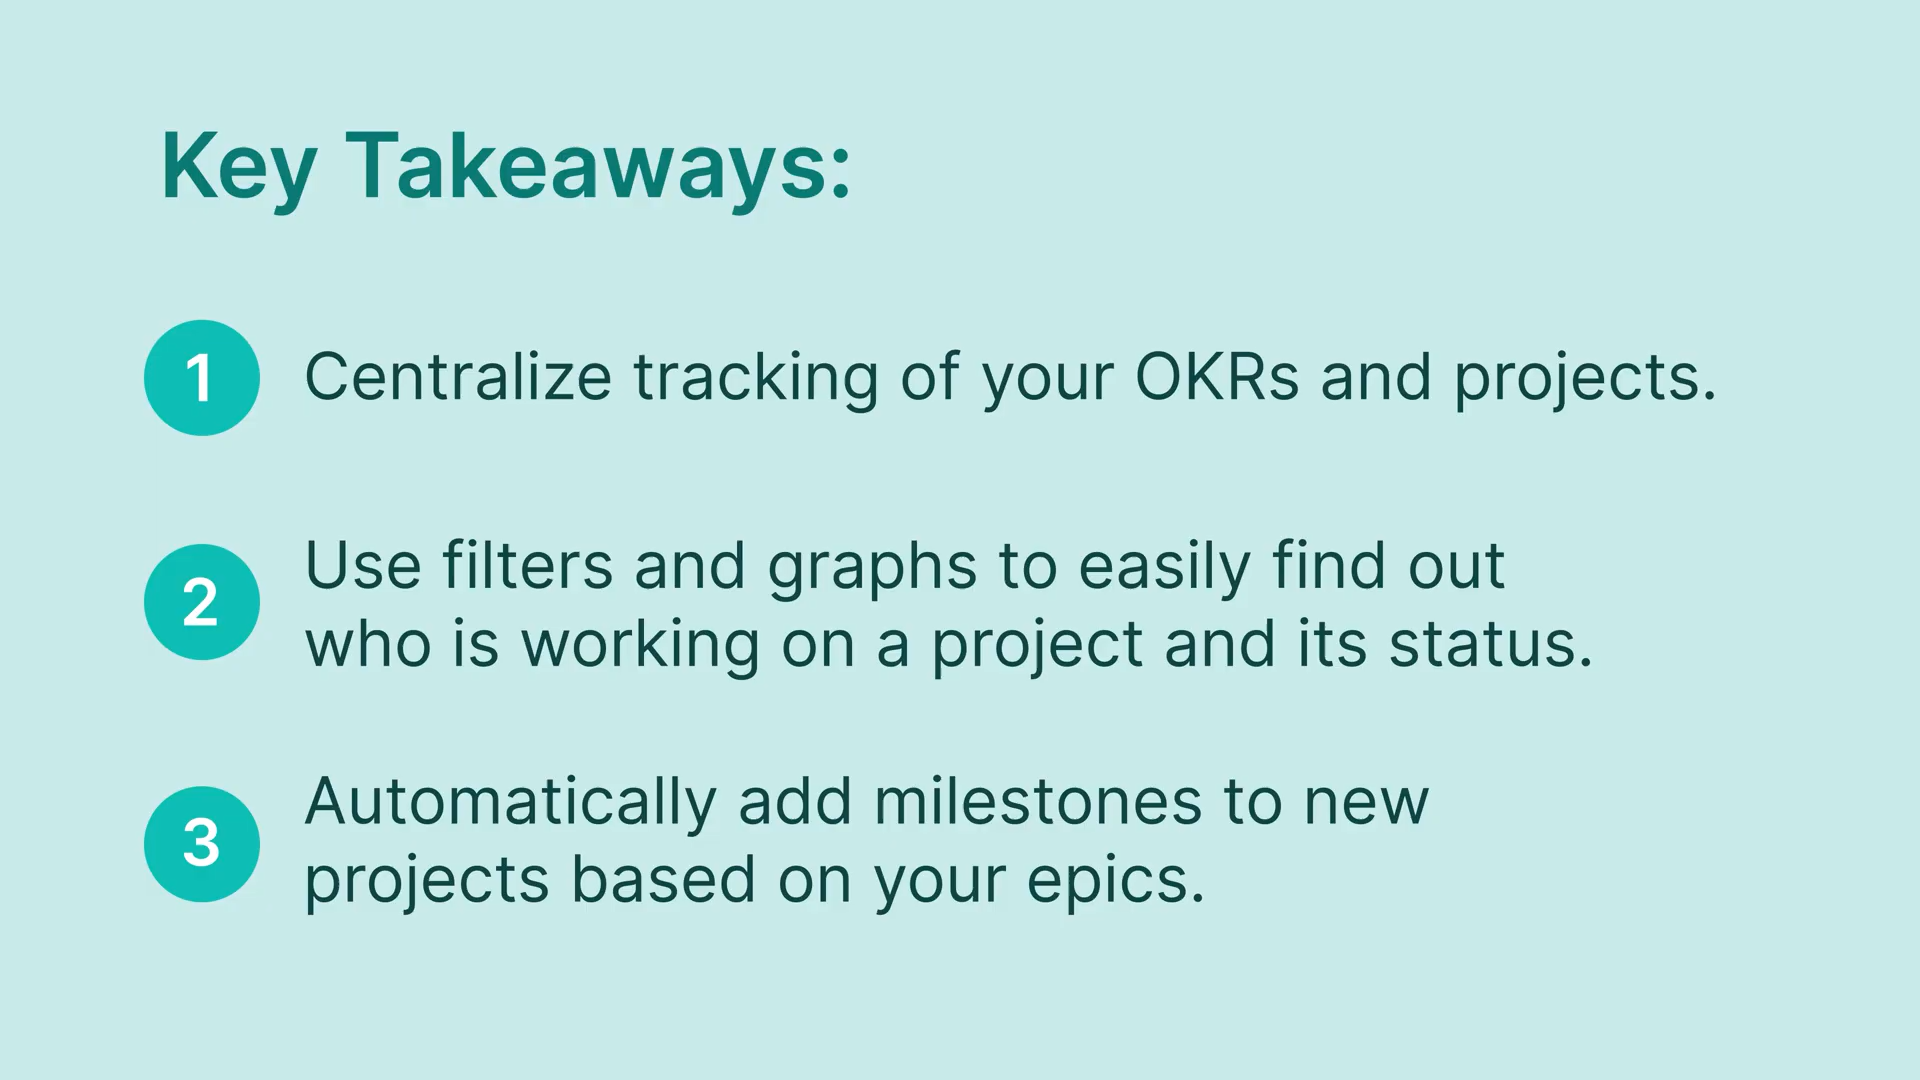 Key Takeaways:
1 Centralize tracking of your OKRs and projects.
2 Use filters and graphs to easily find out
who is working on a project and its status.
3 Automatically add milestones to new
projects based on your epics.